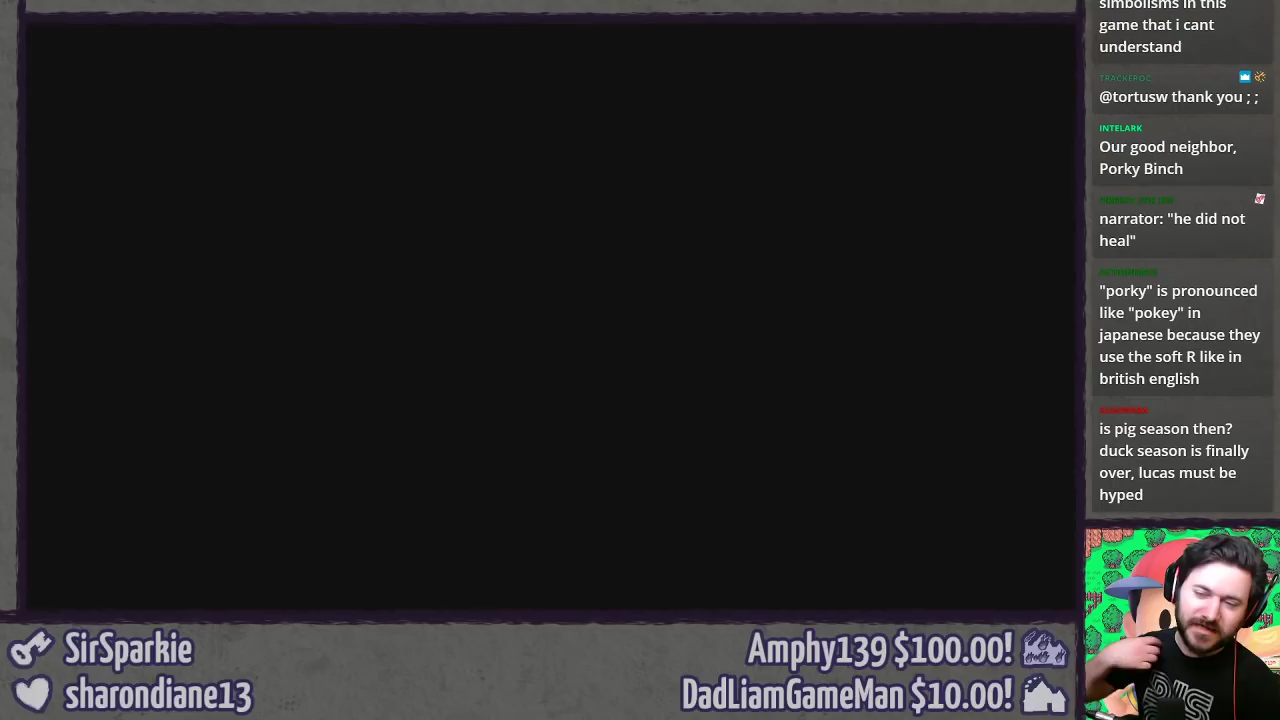 simbolisms in this
game that i cant
understand
TRACKEROC
@tortusw thank you ; ;
INTELARK
Our good neighbor,
Porky Binch
narrator: "he did not
heal"
"porky" is pronounced
like "pokey" in
japanese because they
use the soft R like in
british english
is pig season then?
duck season is finally
over, lucas must be
hyped
SirSparkie
sharondiane13
Amphy139 $100.00!
DadLiamGameMan $10.00!